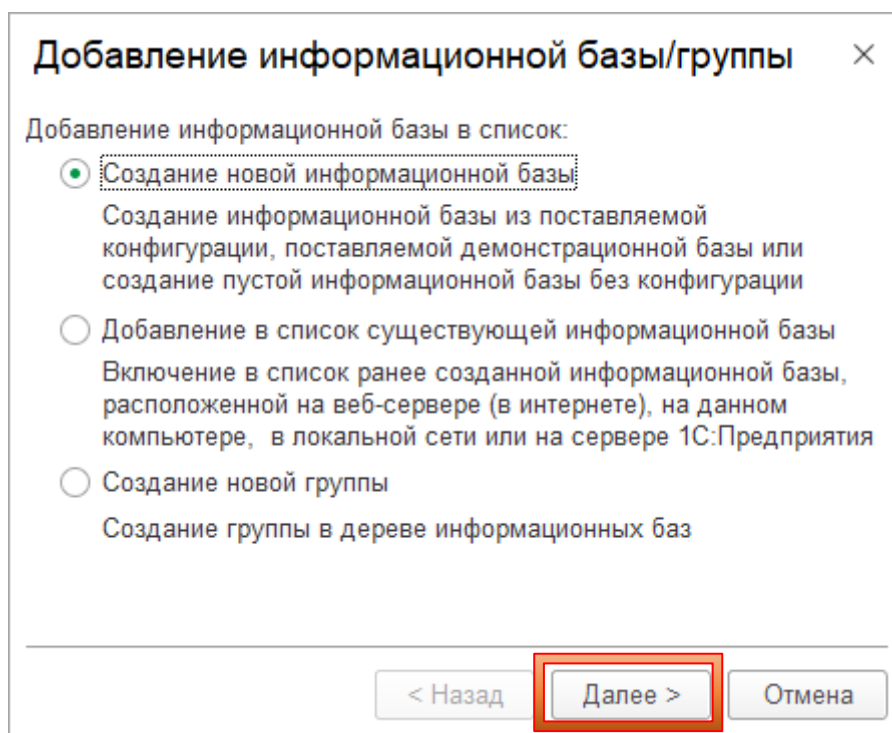 Добавление информационной базы/группы
Добавление информационной базы в список:
Создание новой информационной базы
Создание информационной базы из поставляемой
конфигурации, поставляемой демонстрационной базы или
создание пустой информационной базы без конфигурации
Добавление в список существующей информационной базы
Включение в список ранее созданной информационной базы,
расположенной на веб-сервере (в интернете), на данном
компьютере, в локальной сети или на сервере 1С:Предприятия
Создание новой группы
Создание группы в дереве информационных баз
< Назад Далее > Отмена